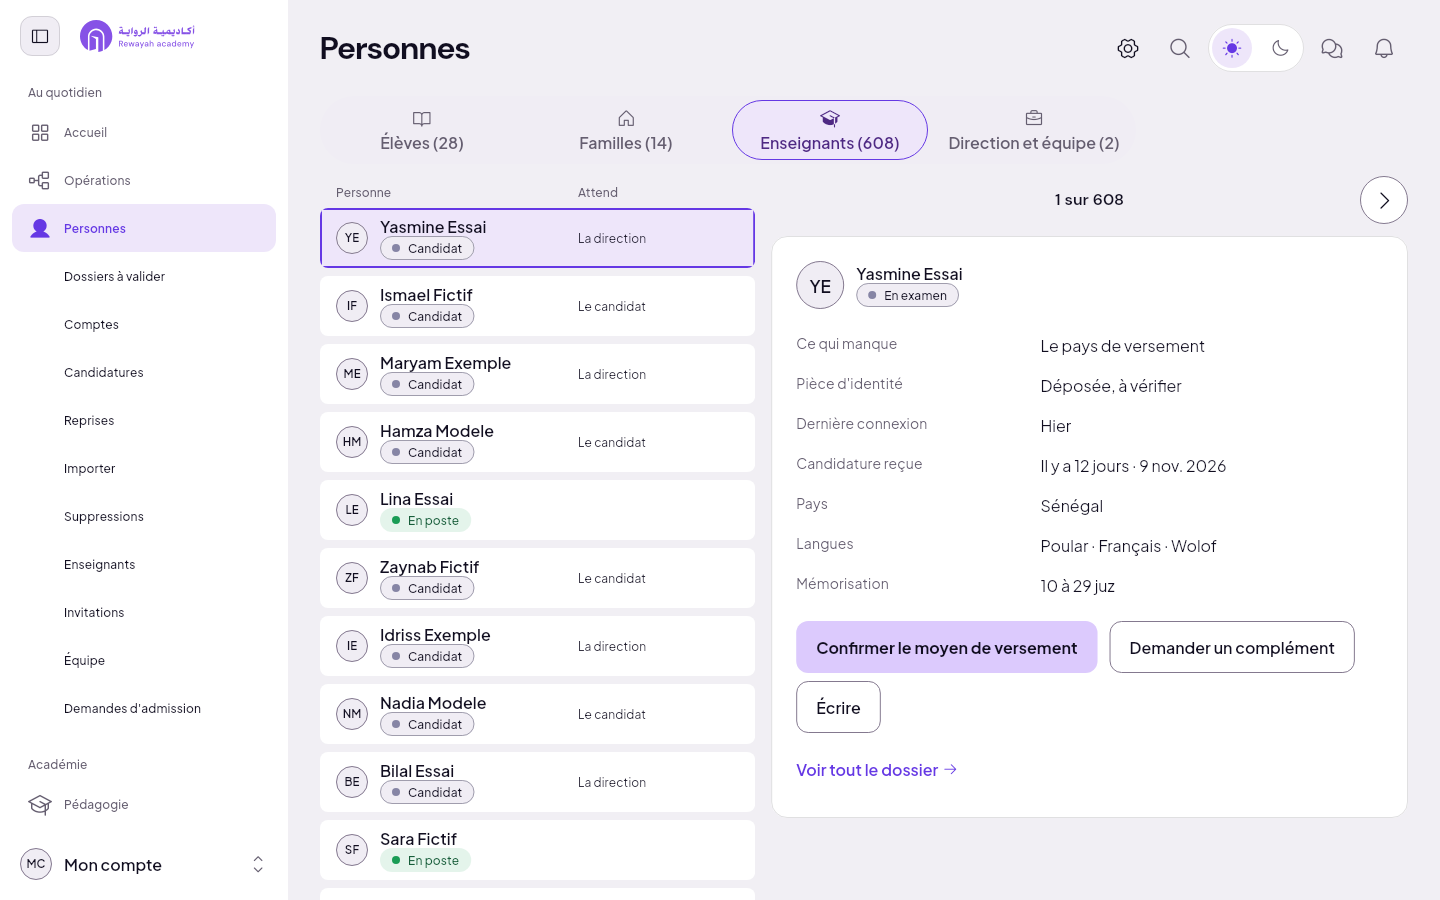 أكاديمية الرواية
Rewayah academy
Au quotidien
Accueil
Opérations
Personnes
Dossiers à valider
Comptes
Candidatures
Reprises
Importer
Suppressions
Enseignants
Invitations
Équipe
Demandes d'admission
Académie
Pédagogie
MC Mon compte
Personnes
Élèves (28)
Familles (14)
Enseignants (608)
Direction et équipe (2)
Personne Attend
YE Yasmine Essai
Candidat
La direction
IF Ismael Fictif
Candidat
Le candidat
ME Maryam Exemple
Candidat
La direction
HM Hamza Modele
Candidat
Le candidat
LE Lina Essai
En poste
ZF Zaynab Fictif
Candidat
Le candidat
IE Idriss Exemple
Candidat
La direction
NM Nadia Modele
Candidat
Le candidat
BE Bilal Essai
Candidat
La direction
SF Sara Fictif
En poste
1 sur 608
YE Yasmine Essai
En examen
Ce qui manque Le pays de versement
Pièce d'identité Déposée, à vérifier
Dernière connexion Hier
Candidature reçue Il y a 12 jours · 9 nov. 2026
Pays Sénégal
Langues Poular · Français · Wolof
Mémorisation 10 à 29 juz
Confirmer le moyen de versement
Demander un complément
Écrire
Voir tout le dossier